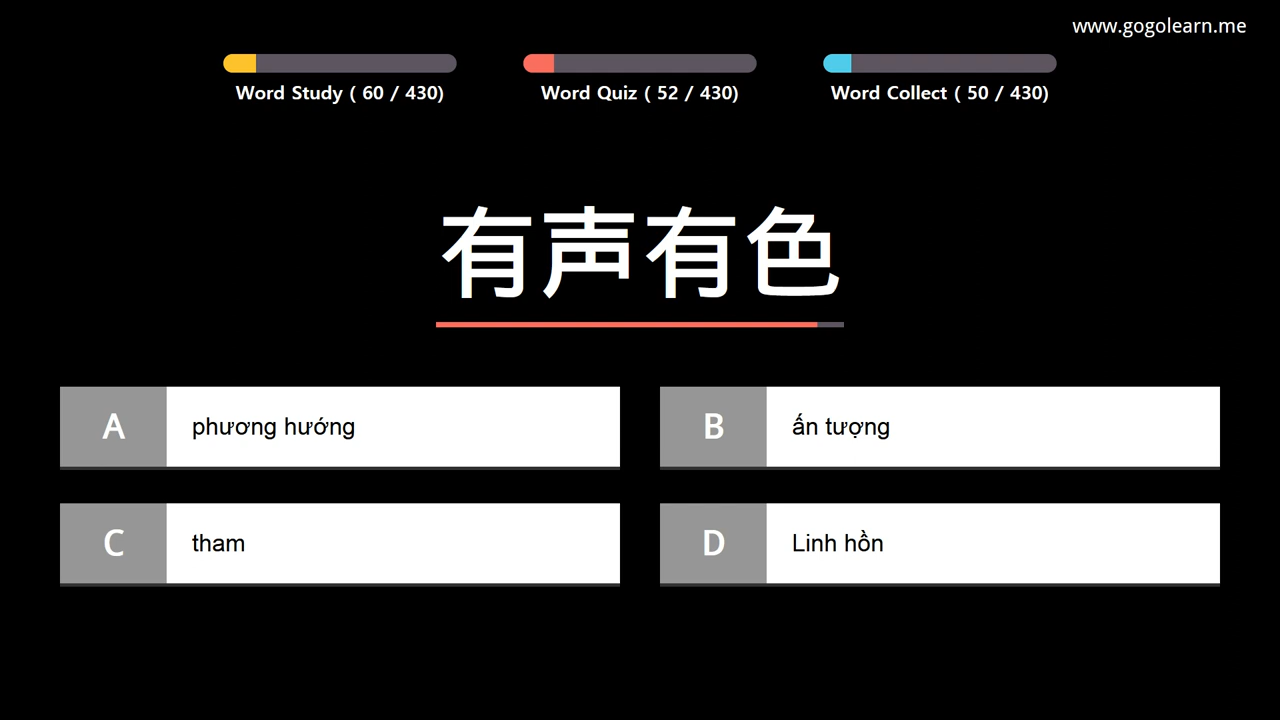 www.gogolearn.me
Word Study ( 60 / 430)
Word Quiz ( 52 / 430)
Word Collect ( 50 / 430)
有声有色
A phương hướng
B ấn tượng
C tham
D Linh hồn